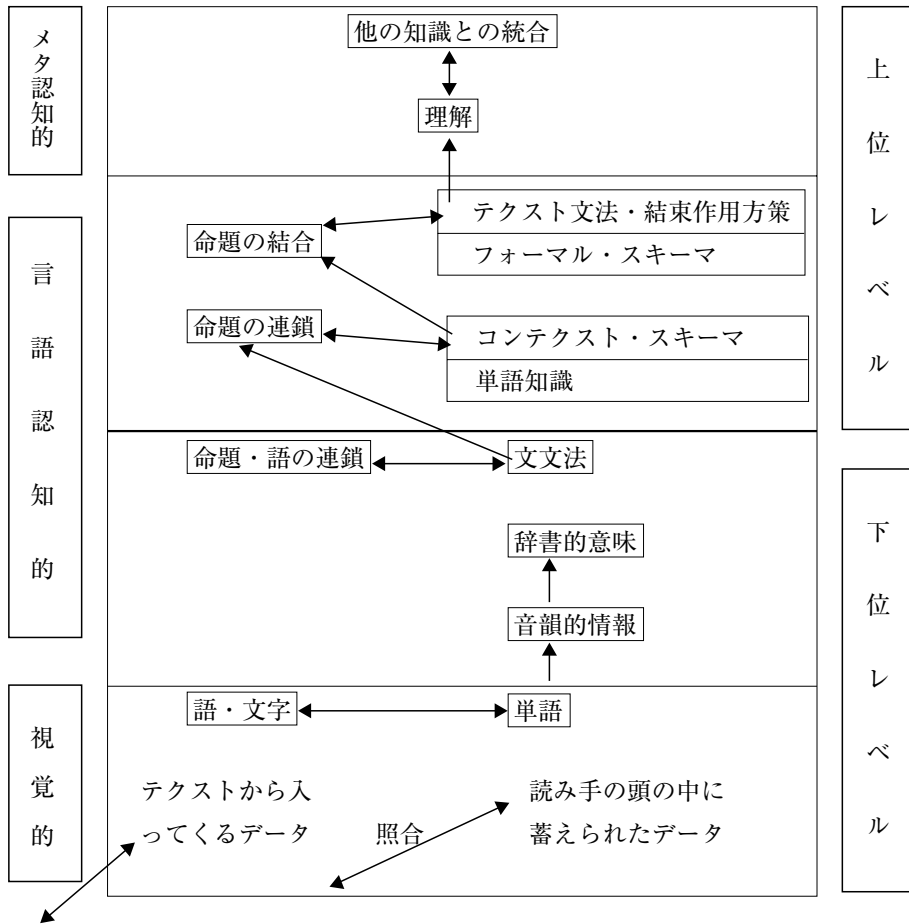 メタ認知的
他の知識との統合
理解
上位レベル
言語認知的
命題の結合
テクスト文法・結束作用方策
フォーマル・スキーマ
命題の連鎖
コンテクスト・スキーマ
単語知識
命題・語の連鎖
文文法
辞書的意味
音韻的情報
下位レベル
視覚的
語・文字
単語
テクストから入
ってくるデータ
照合
読み手の頭の中に
蓄えられたデータ